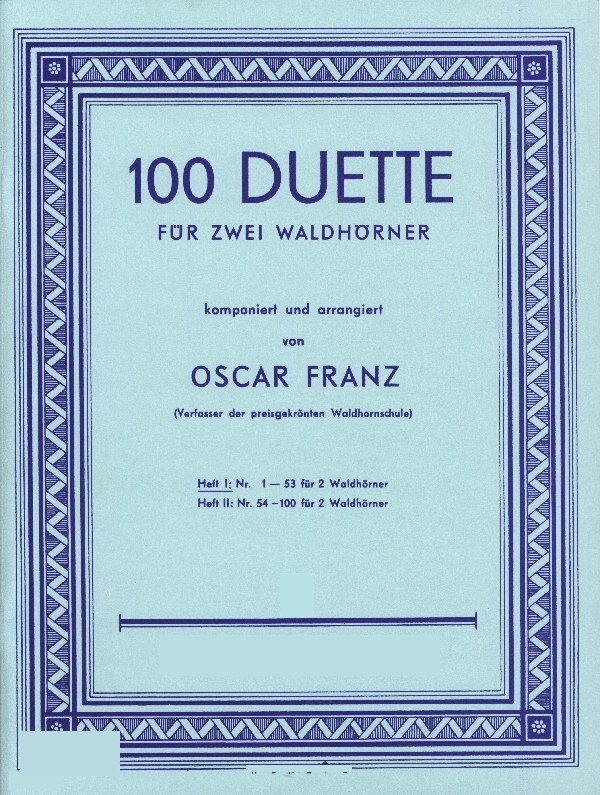 100 DUETTE
FÜR ZWEI WALDHÖRNER
komponiert und arrangiert
von
OSCAR FRANZ
(Verfasser der preisgekrönten Waldhornschule)
Heft I: Nr. 1 — 53 für 2 Waldhörner
Heft II: Nr. 54 – 100 für 2 Waldhörner